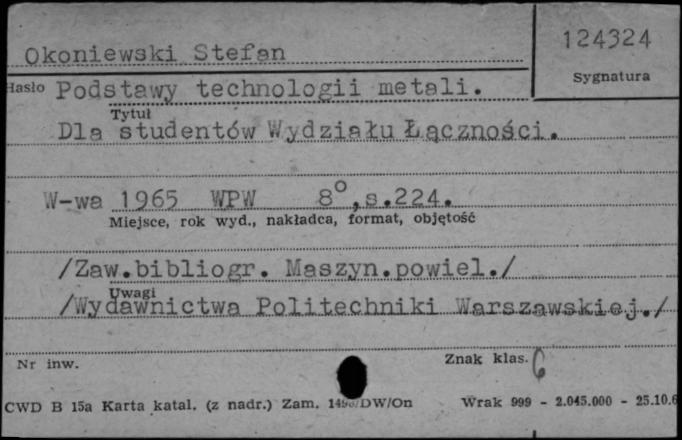 Okoniewski Stefan
124324
Sygnatura
Hasło Podstawy technologii metali.
Tytuł
Dla studentów Wydziału Łączności.
W-wa 1965 WPW 8°,s.224.
Miejsce, rok wyd., nakładca, format, objętość
/Zaw.bibliogr. Maszyn.powiel./
Uwagi
/Wydawnictwa Politechniki Warszawskiej./
Nr inw.
Znak klas. 6
CWD B 15a Karta katal. (z nadr.) Zam. DW/On Wrak 999 - 2.045.000 - 25.10.6